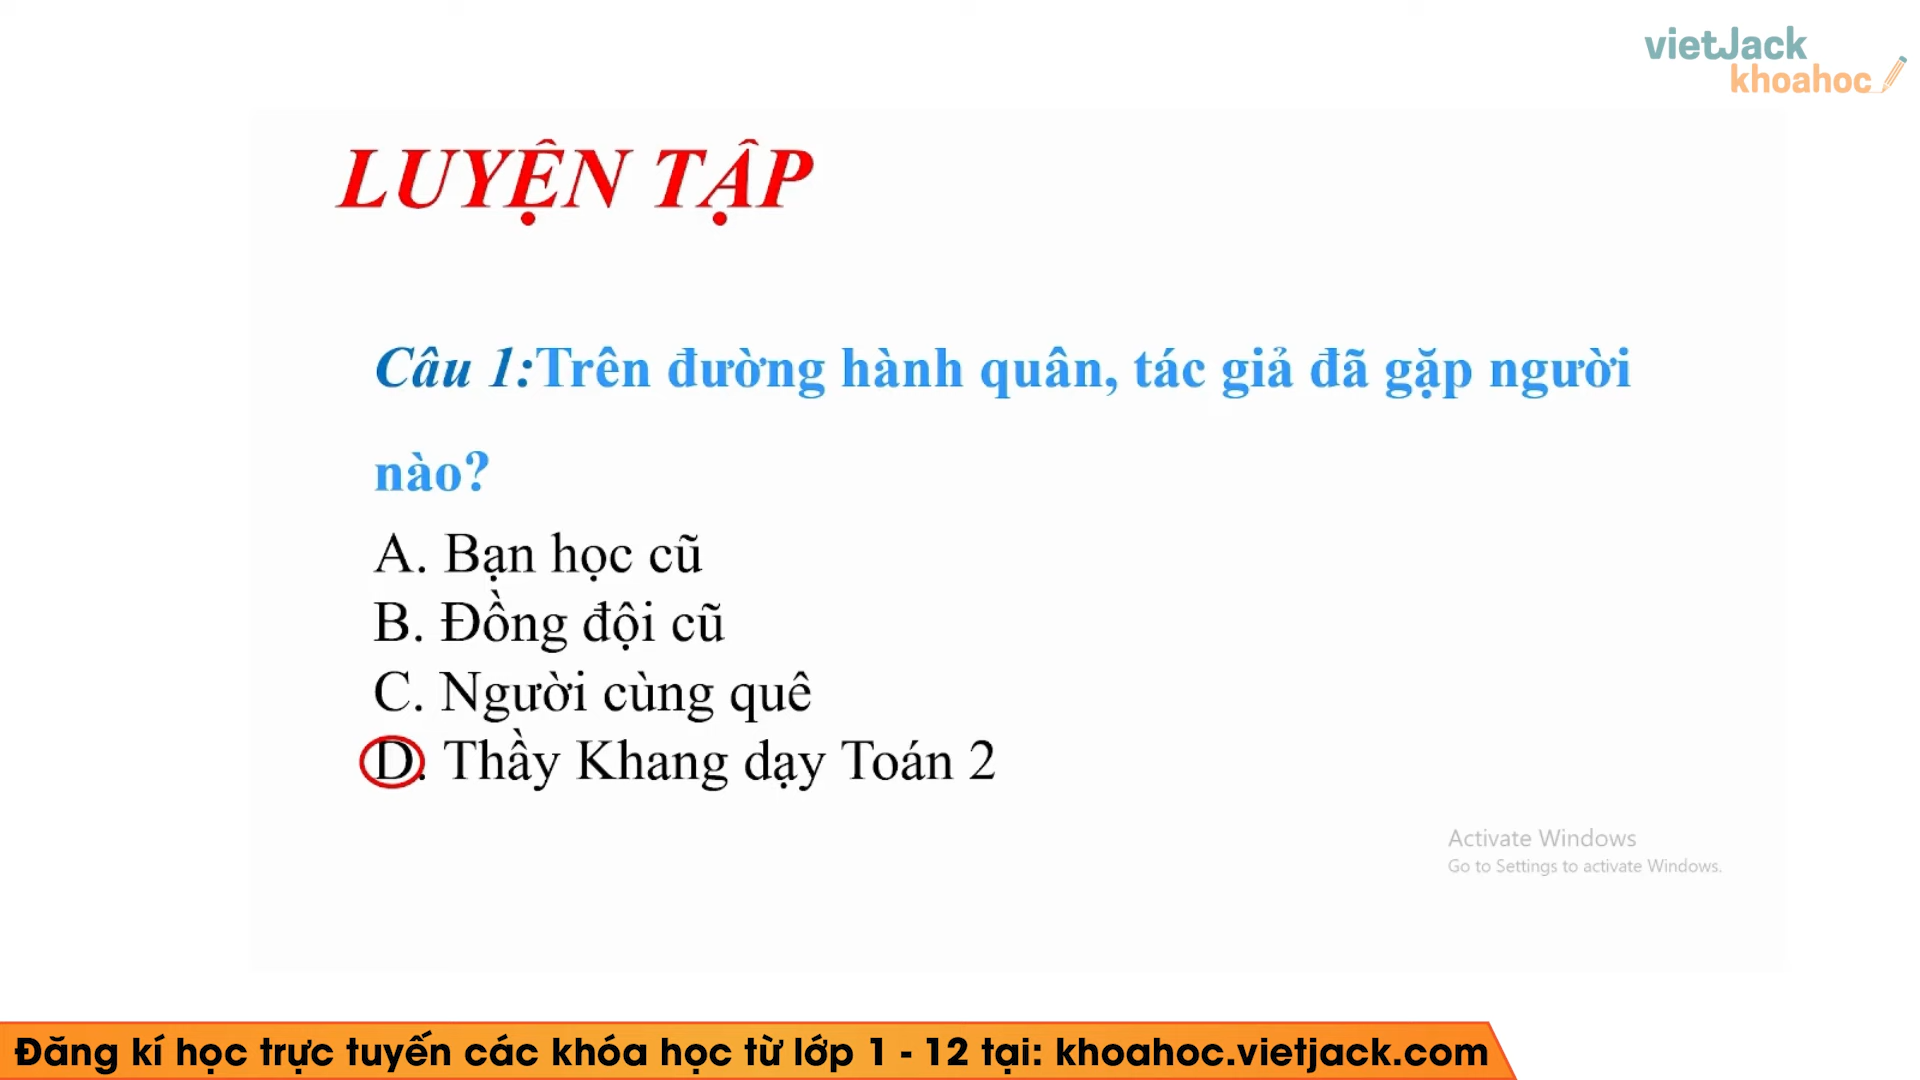 vietJack
khoahoc
LUYỆN TẬP
Câu 1:Trên đường hành quân, tác giả đã gặp người
nào?
A. Bạn học cũ
B. Đồng đội cũ
C. Người cùng quê
D. Thầy Khang dạy Toán 2
Activate Windows
Go to Settings to activate Windows.
Đăng kí học trực tuyến các khóa học từ lớp 1 - 12 tại: khoahoc.vietjack.com